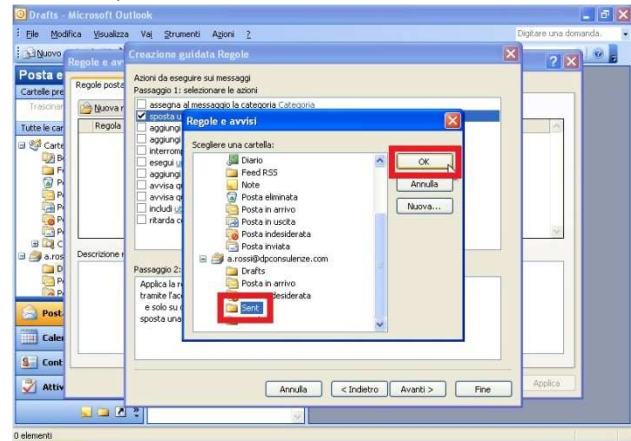 Drafts - Microsoft Outlook
File Modifica Visualizza Vai Strumenti Azioni ?
Digitare una domanda.
Nuovo
Posta e
Cartelle pre
Trascinar
Tutte le car
Carte
a.ros
Post
Caler
Cont
Attiv
0 elementi
Regole e av
Regole posta
Nuova r
Regola
Descrizione r
Applica
Creazione guidata Regole
Azioni da eseguire sui messaggi
Passaggio 1: selezionare le azioni
assegna al messaggio la categoria Categoria
sposta u
aggiungi
aggiungi
interrom
esegui
aggiungi
avvisa q
avvisa q
includi
ritarda c
Passaggio 2:
Applica la r
tramite l'acc
e solo su
sposta una
Annulla
< Indietro
Avanti >
Fine
Regole e avvisi
Scegliere una cartella:
Diario
Feed RSS
Note
Posta eliminata
Posta in arrivo
Posta in uscita
Posta indesiderata
Posta inviata
a.rossi@dpconsulenze.com
Drafts
Posta in arrivo
desiderata
Sent
OK
Annulla
Nuova...